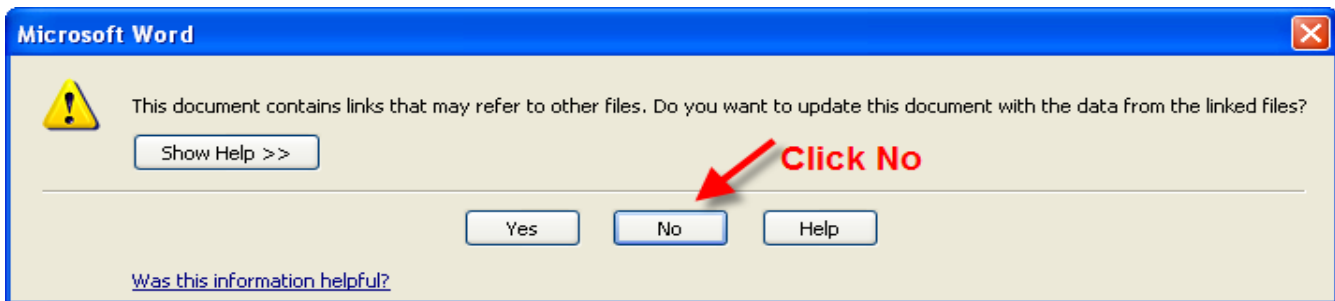 Microsoft Word
This document contains links that may refer to other files. Do you want to update this document with the data from the linked files?
Show Help >>
Click No
Yes No Help
Was this information helpful?